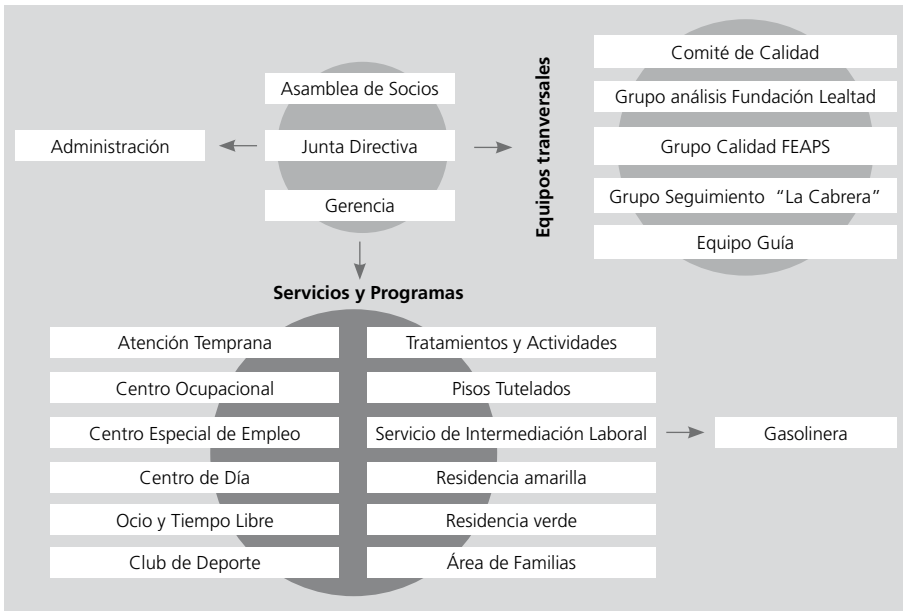 Asamblea de Socios
Administración
Junta Directiva
Gerencia
Equipos tranversales
Comité de Calidad
Grupo análisis Fundación Lealtad
Grupo Calidad FEAPS
Grupo Seguimiento “La Cabrera”
Equipo Guía
Servicios y Programas
Atención Temprana
Tratamientos y Actividades
Centro Ocupacional
Pisos Tutelados
Centro Especial de Empleo
Servicio de Intermediación Laboral
Gasolinera
Centro de Día
Residencia amarilla
Ocio y Tiempo Libre
Residencia verde
Club de Deporte
Área de Familias